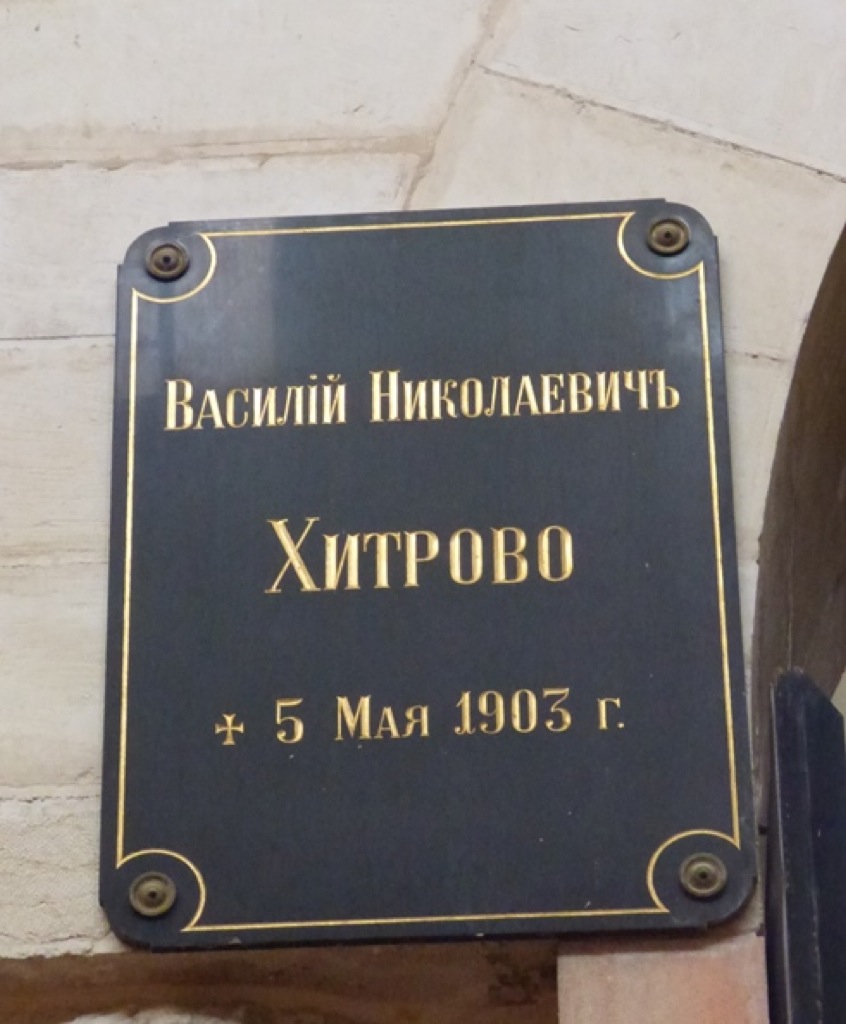 Василій Николаевичъ
Хитрово
✠ 5 Мая 1903 г.